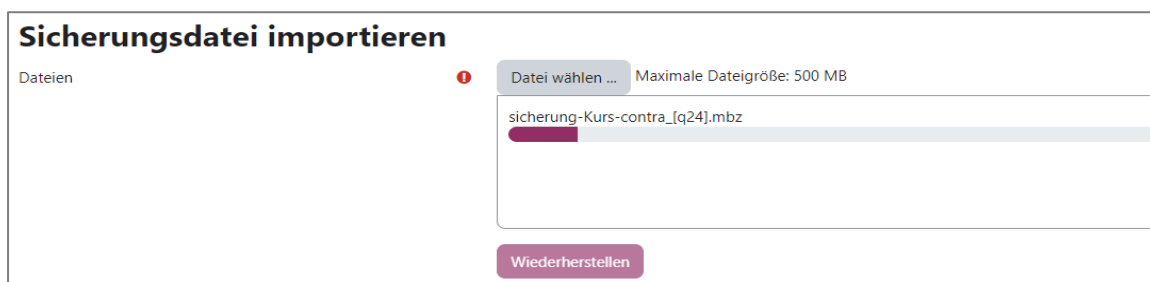 Sicherungsdatei importieren
Dateien
Datei wählen ... Maximale Dateigröße: 500 MB
sicherung-Kurs-contra_[q24].mbz
Wiederherstellen